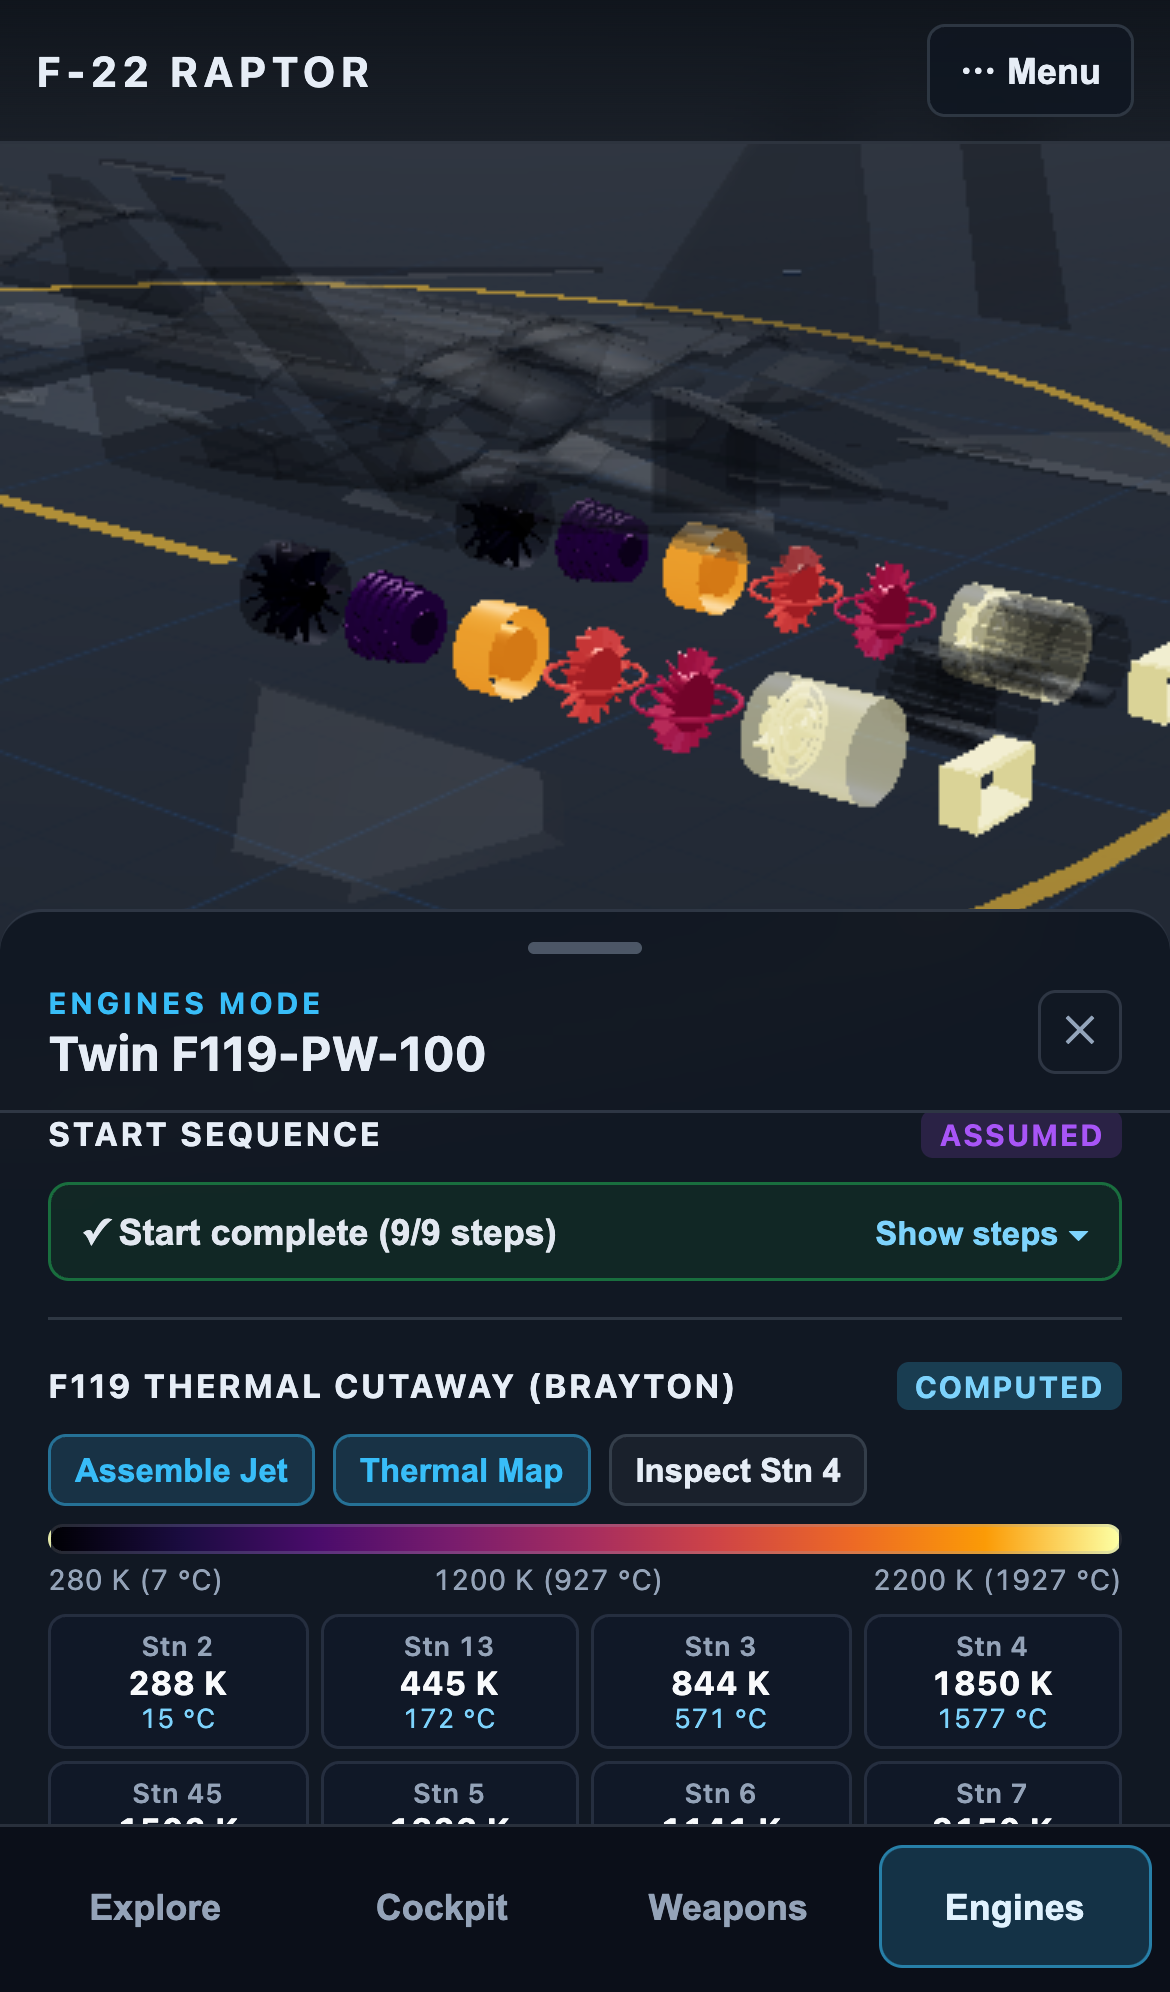 F-22 RAPTOR
··· Menu
ENGINES MODE
Twin F119-PW-100
START SEQUENCE
ASSUMED
✓ Start complete (9/9 steps)
Show steps
F119 THERMAL CUTAWAY (BRAYTON)
COMPUTED
Assemble Jet
Thermal Map
Inspect Stn 4
280 K (7 °C)
1200 K (927 °C)
2200 K (1927 °C)
Stn 2
288 K
15 °C
Stn 13
445 K
172 °C
Stn 3
844 K
571 °C
Stn 4
1850 K
1577 °C
Stn 45
Stn 5
Stn 6
Stn 7
Explore
Cockpit
Weapons
Engines